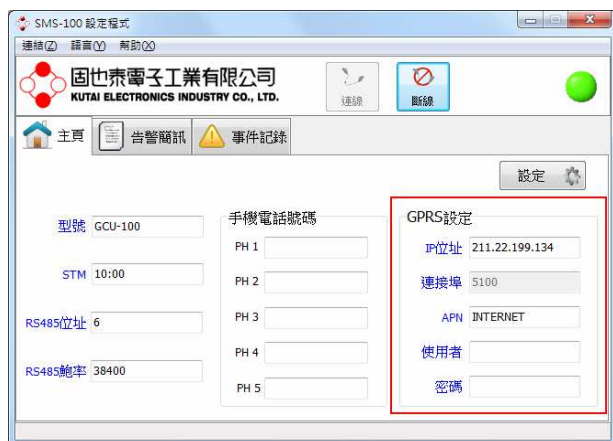 SMS-100 設定程式
連結(Z) 語言(Y) 幫助(X)
固也泰電子工業有限公司
KUTAI ELECTRONICS INDUSTRY CO., LTD.
連線
斷線
主頁 告警簡訊 事件記錄
設定
型號 GCU-100
STM 10:00
RS485位址 6
RS485鮑率 38400
手機電話號碼
PH 1
PH 2
PH 3
PH 4
PH 5
GPRS設定
IP位址 211.22.199.134
連接埠 5100
APN INTERNET
使用者
密碼